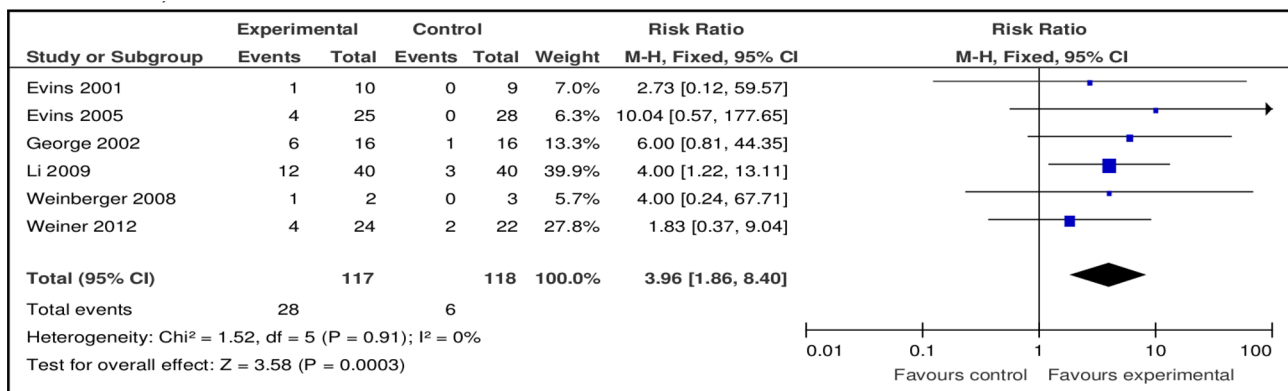 Experimental Control Risk Ratio Risk Ratio
Study or Subgroup Events Total Events Total Weight M-H, Fixed, 95% CI M-H, Fixed, 95% CI
Evins 2001 1 10 0 9 7.0% 2.73 [0.12, 59.57]
Evins 2005 4 25 0 28 6.3% 10.04 [0.57, 177.65]
George 2002 6 16 1 16 13.3% 6.00 [0.81, 44.35]
Li 2009 12 40 3 40 39.9% 4.00 [1.22, 13.11]
Weinberger 2008 1 2 0 3 5.7% 4.00 [0.24, 67.71]
Weiner 2012 4 24 2 22 27.8% 1.83 [0.37, 9.04]
Total (95% CI) 117 118 100.0% 3.96 [1.86, 8.40]
Total events 28 6
Heterogeneity: Chi² = 1.52, df = 5 (P = 0.91); I² = 0%
Test for overall effect: Z = 3.58 (P = 0.0003)
0.01 0.1 1 10 100
Favours control Favours experimental